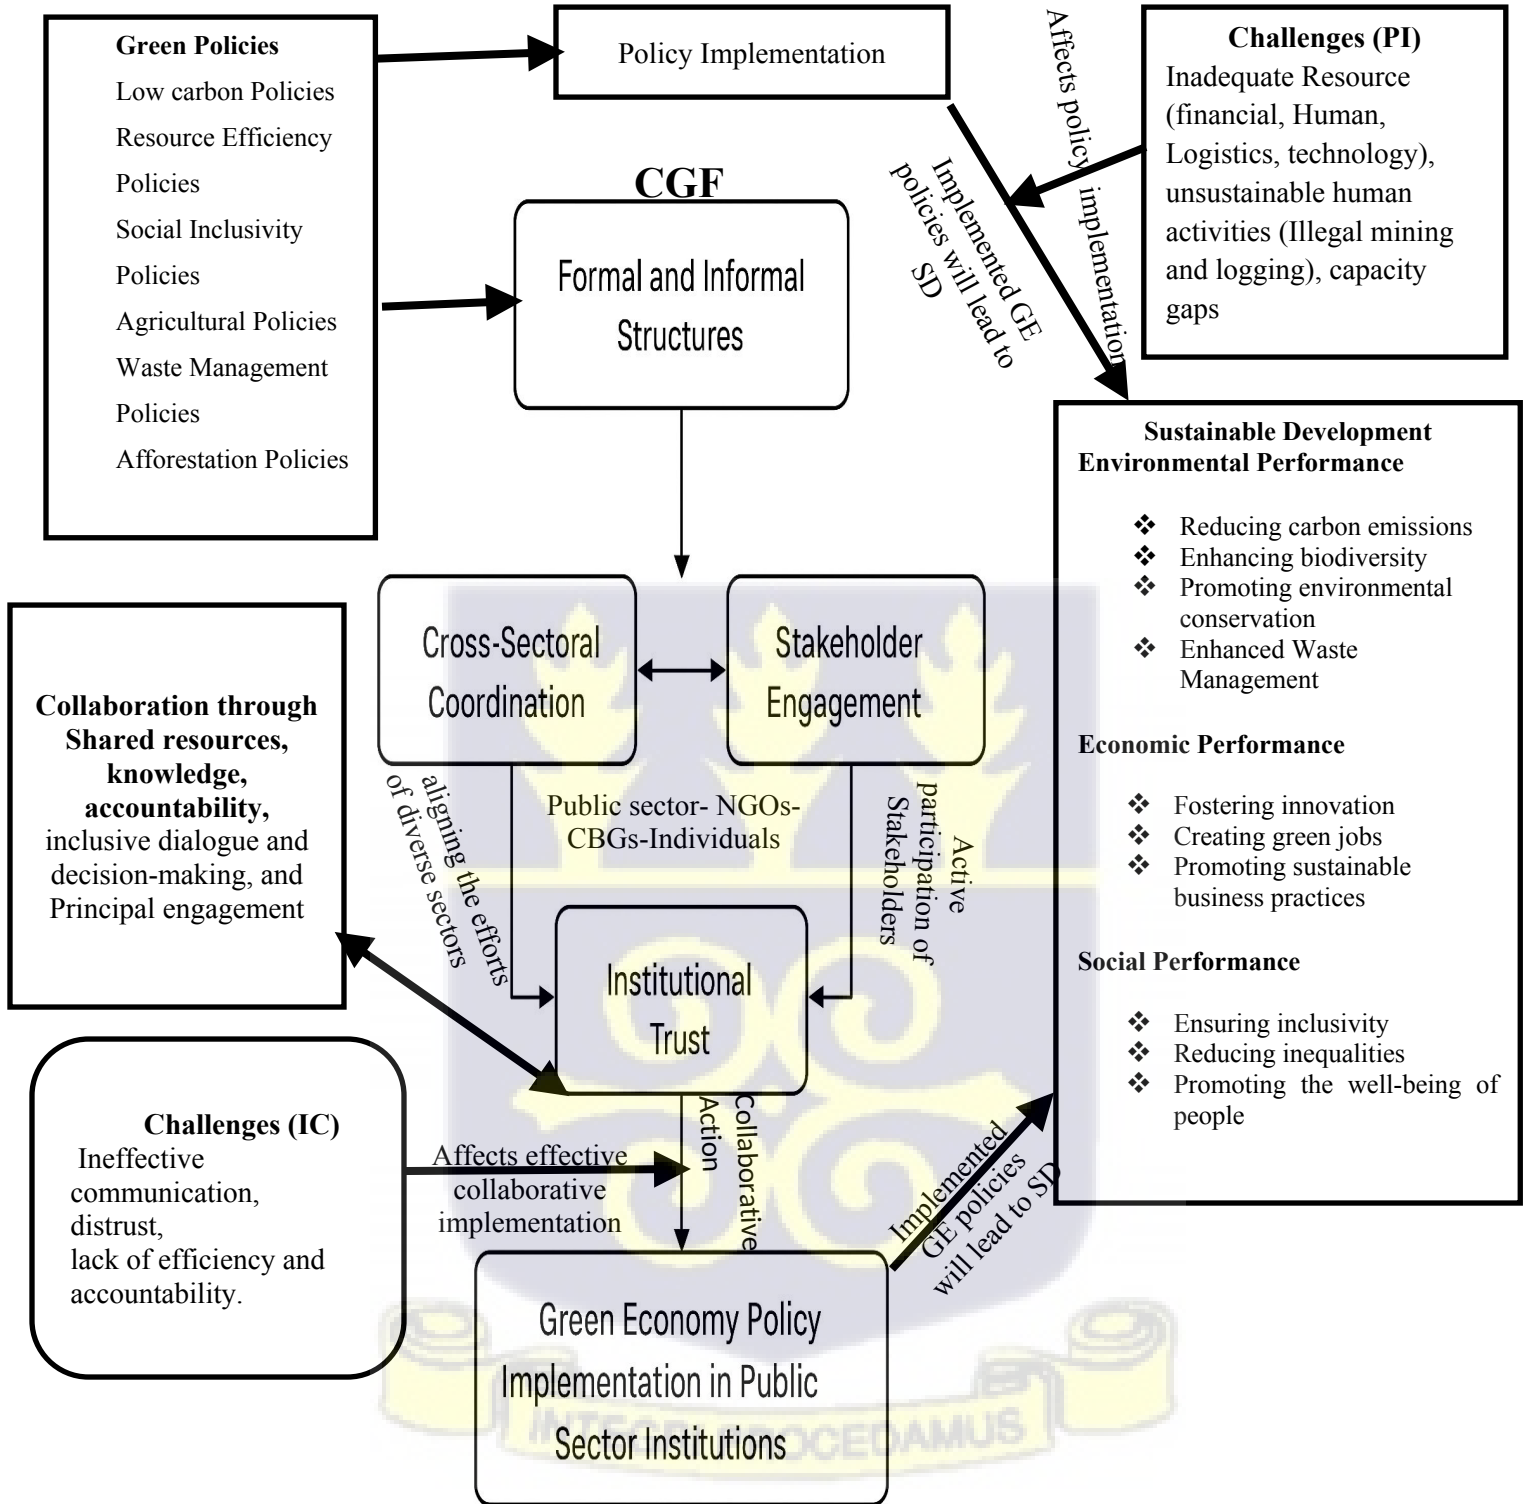 Green Policies
Low carbon Policies
Resource Efficiency
Policies
Social Inclusivity
Policies
Agricultural Policies
Waste Management
Policies
Afforestation Policies
Policy Implementation
Affects policy implementation
Challenges (PI)
Inadequate Resource
(financial, Human,
Logistics, technology),
unsustainable human
activities (Illegal mining
and logging), capacity
gaps
Implemented GE
policies will lead to
SD
CGF
Formal and Informal
Structures
Cross-Sectoral
Coordination
Stakeholder
Engagement
Collaboration through
Shared resources,
knowledge,
accountability,
inclusive dialogue and
decision-making, and
Principal engagement
aligning the efforts
of diverse sectors
Public sector- NGOs-
CBGs-Individuals
Active
participation of
Stakeholders
Institutional
Trust
Collaborative
Action
Challenges (IC)
Ineffective
communication,
distrust,
lack of efficiency and
accountability.
Affects effective
collaborative
implementation
Green Economy Policy
Implementation in Public
Sector Institutions
Implemented
GE policies
will lead to SD
Sustainable Development
Environmental Performance
❖ Reducing carbon emissions
❖ Enhancing biodiversity
❖ Promoting environmental
conservation
❖ Enhanced Waste
Management
Economic Performance
❖ Fostering innovation
❖ Creating green jobs
❖ Promoting sustainable
business practices
Social Performance
❖ Ensuring inclusivity
❖ Reducing inequalities
❖ Promoting the well-being of
people
INTEGRI PROCEDAMUS